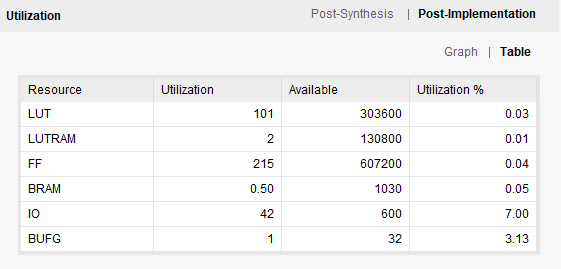 Utilization Post-Synthesis | Post-Implementation
Graph | Table
Resource Utilization Available Utilization %
LUT 101 303600 0.03
LUTRAM 2 130800 0.01
FF 215 607200 0.04
BRAM 0.50 1030 0.05
IO 42 600 7.00
BUFG 1 32 3.13